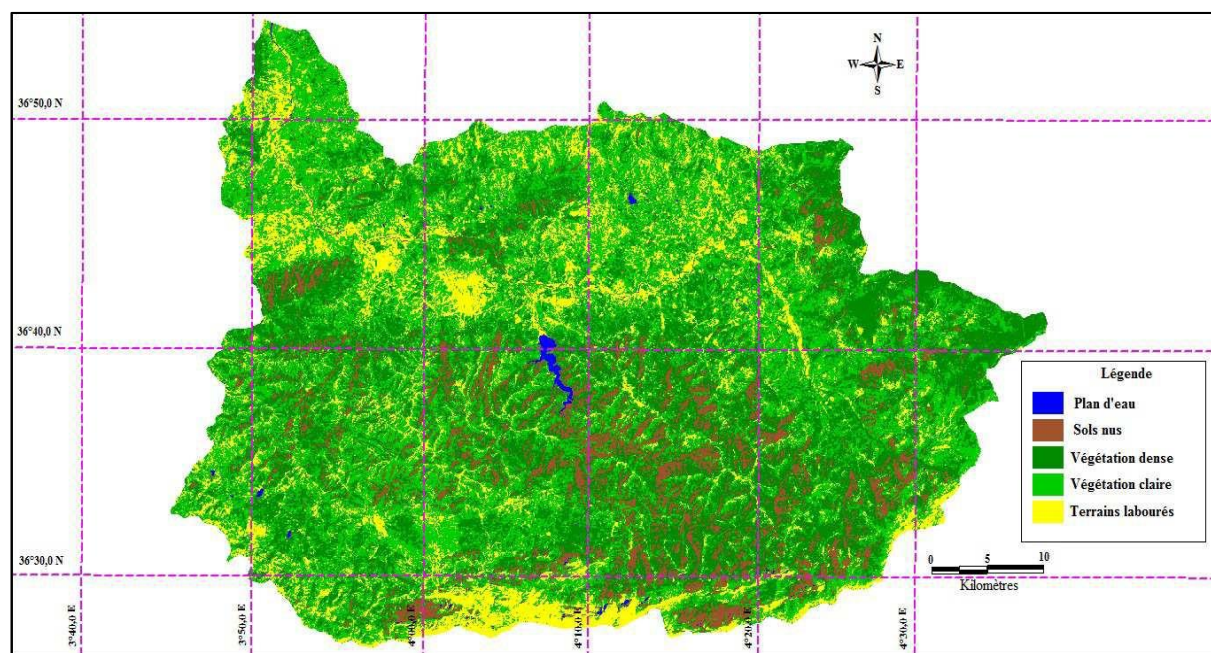 N
W E
S
36°50,0 N
36°40,0 N
36°30,0 N
Légende
Plan d'eau
Sols nus
Végétation dense
Végétation claire
Terrains labourés
0 5 10
Kilomètres
3°40,0 E
3°50,0 E
4°00,0 E
4°10,0 E
4°20,0 E
4°30,0 E